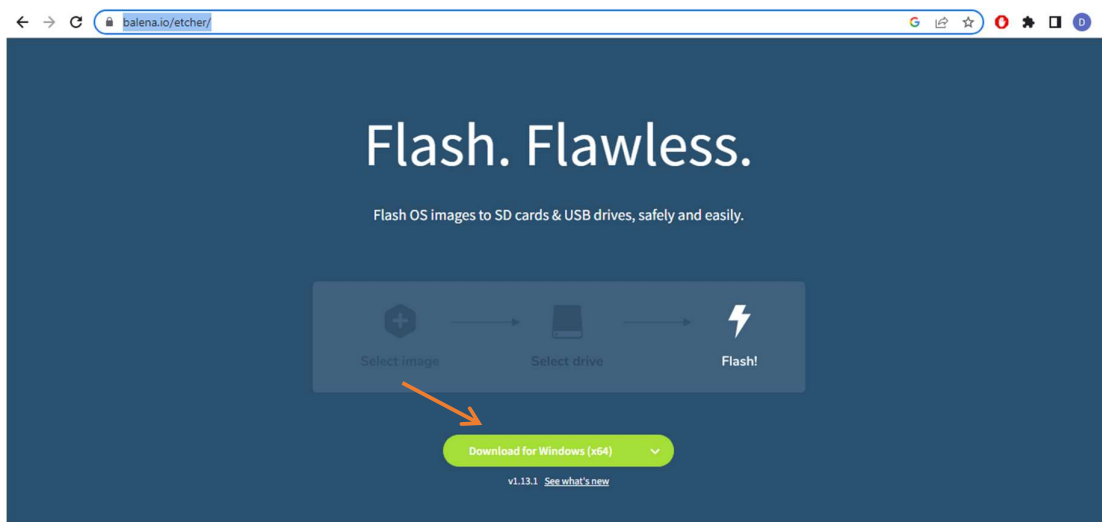 balena.io/etcher/
G
D
Flash. Flawless.
Flash OS images to SD cards & USB drives, safely and easily.
Select image Select drive Flash!
Download for Windows (x64)
v1.13.1 See what's new